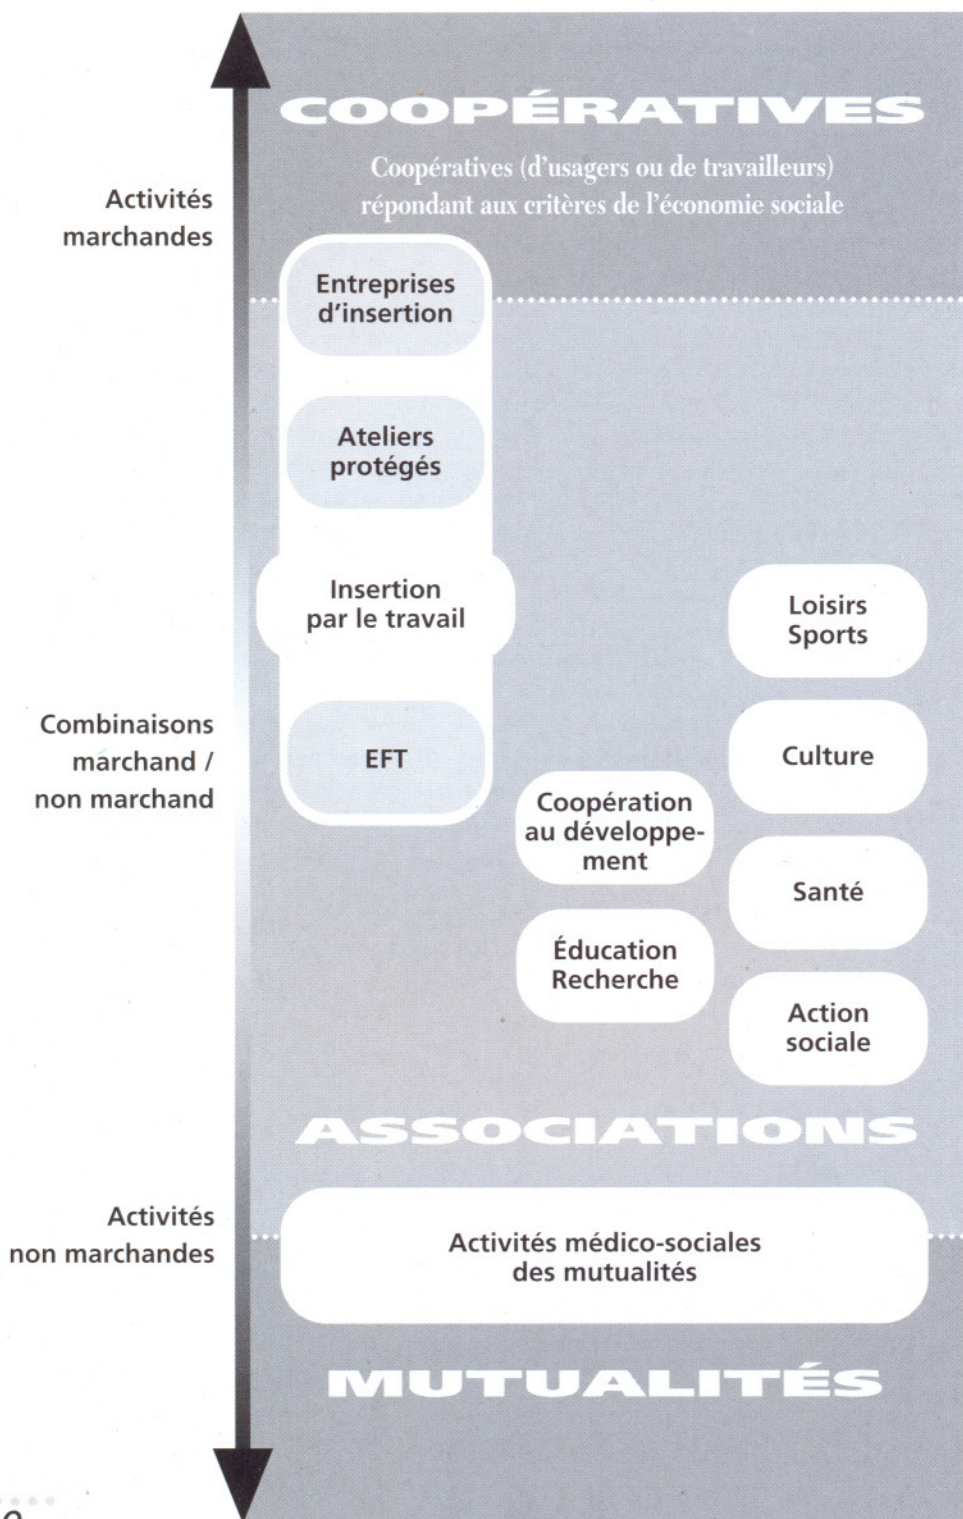 COOPÉRATIVES
Coopératives (d'usagers ou de travailleurs)
répondant aux critères de l'économie sociale
Activités
marchandes
Entreprises
d'insertion
Ateliers
protégés
Insertion
par le travail
Loisirs
Sports
Combinaisons
marchand /
non marchand
EFT
Culture
Coopération
au développe-
ment
Santé
Éducation
Recherche
Action
sociale
ASSOCIATIONS
Activités
non marchandes
Activités médico-sociales
des mutualités
MUTUALITÉS